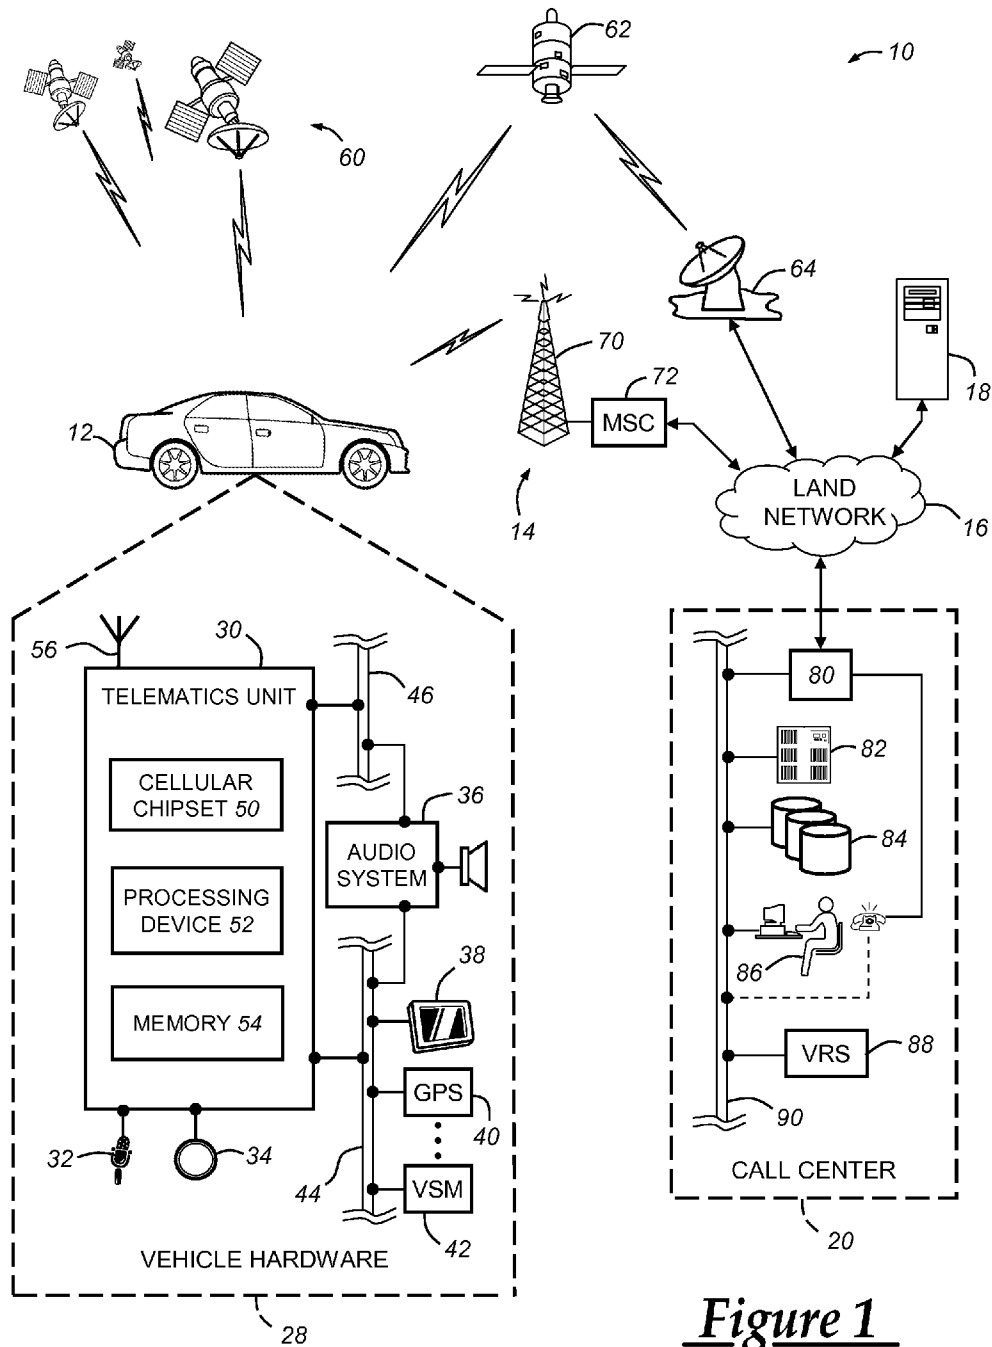 62
10
60
64
70
18
72
MSC
12
LAND
NETWORK
14
16
56
30
46
TELEMATICS UNIT
80
82
CELLULAR
CHIPSET 50
36
AUDIO
SYSTEM
84
PROCESSING
DEVICE 52
38
86
MEMORY 54
VRS
88
GPS
40
90
32
34
44
VSM
42
CALL CENTER
20
VEHICLE HARDWARE
28
Figure 1